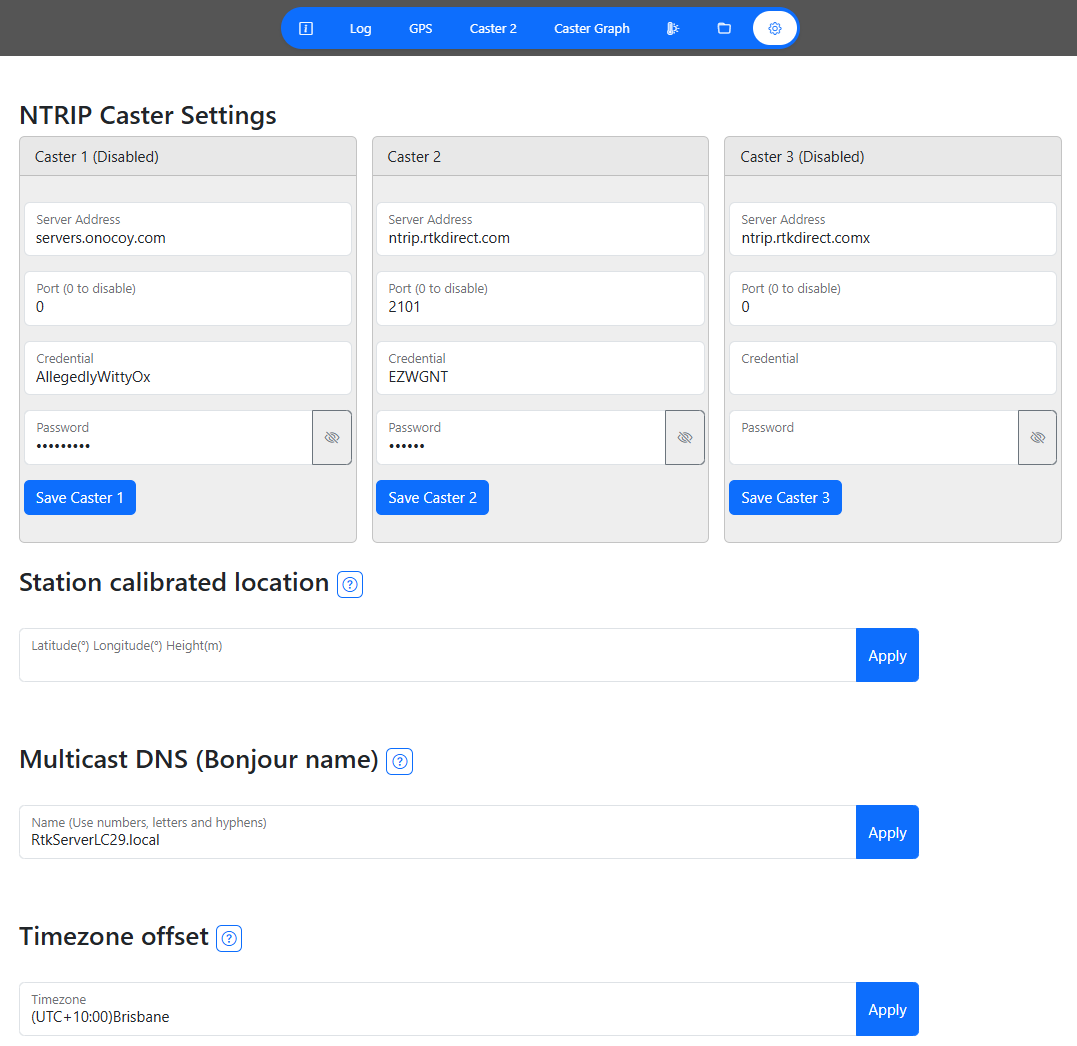 Log GPS Caster 2 Caster Graph
NTRIP Caster Settings
Caster 1 (Disabled)
Server Address
servers.onocoy.com
Port (0 to disable)
0
Credential
AllegedlyWittyOx
Password
•••••••••
Save Caster 1
Caster 2
Server Address
ntrip.rtkdirect.com
Port (0 to disable)
2101
Credential
EZWGNT
Password
••••••
Save Caster 2
Caster 3 (Disabled)
Server Address
ntrip.rtkdirect.comx
Port (0 to disable)
0
Credential
Password
Save Caster 3
Station calibrated location
Latitude(°) Longitude(°) Height(m)
Apply
Multicast DNS (Bonjour name)
Name (Use numbers, letters and hyphens)
RtkServerLC29.local
Apply
Timezone offset
Timezone
(UTC+10:00)Brisbane
Apply